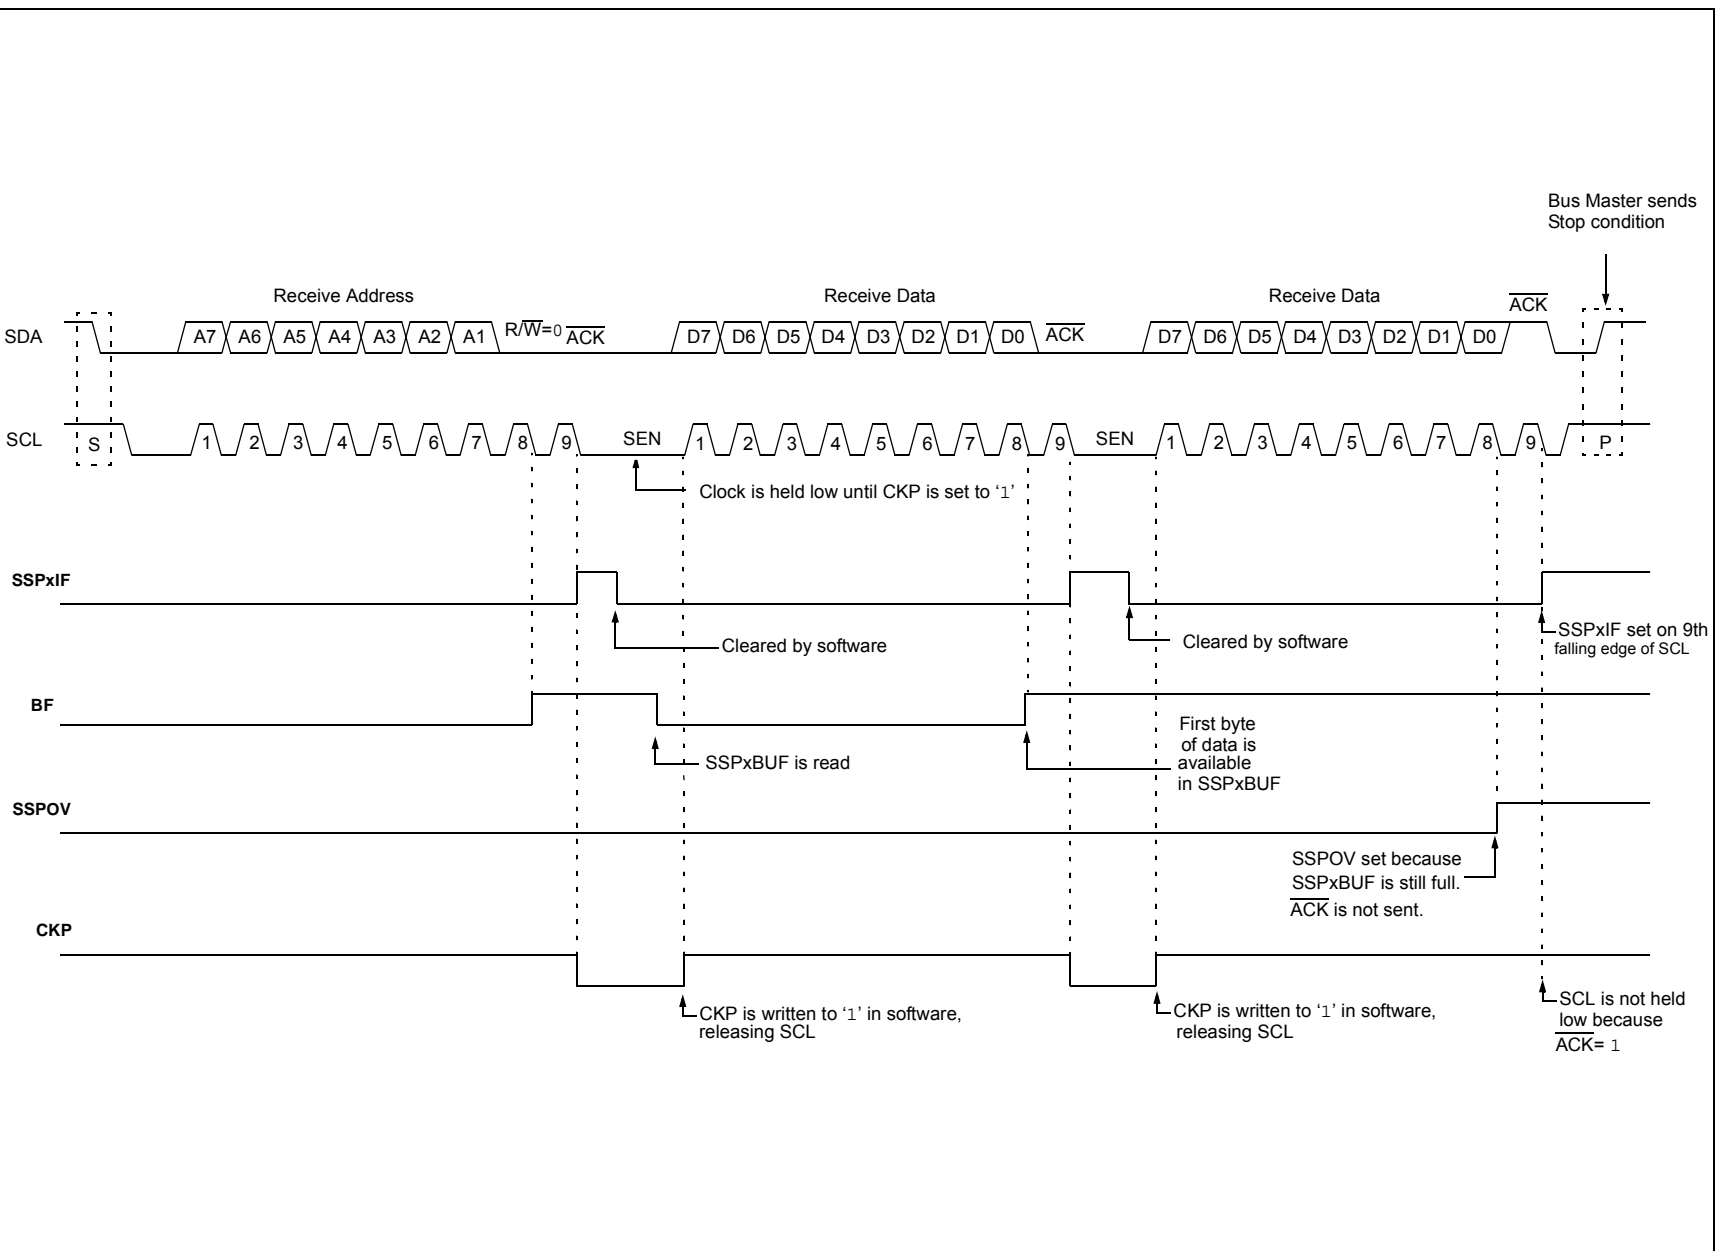 Bus Master sends
Stop condition
Receive Address
Receive Data
Receive Data
ACK
SDA
A7 A6 A5 A4 A3 A2 A1 R/W=0 ACK
D7 D6 D5 D4 D3 D2 D1 D0 ACK
D7 D6 D5 D4 D3 D2 D1 D0
SCL
S 1 2 3 4 5 6 7 8 9 SEN 1 2 3 4 5 6 7 8 9 SEN 1 2 3 4 5 6 7 8 9 P
Clock is held low until CKP is set to ‘1’
SSPxIF
Cleared by software
Cleared by software
SSPxIF set on 9th
falling edge of SCL
BF
SSPxBUF is read
First byte
of data is
available
in SSPxBUF
SSPOV
SSPOV set because
SSPxBUF is still full.
ACK is not sent.
CKP
CKP is written to ‘1’ in software,
releasing SCL
CKP is written to ‘1’ in software,
releasing SCL
SCL is not held
low because
ACK= 1